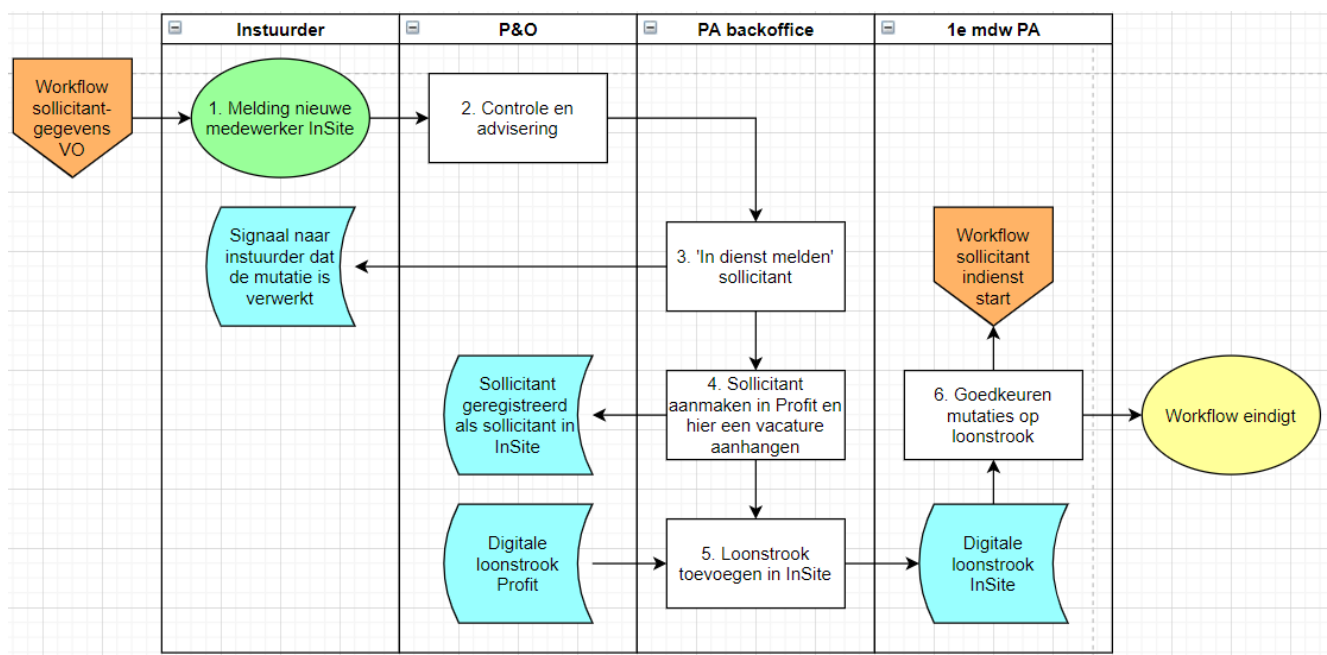 Instuurder
P&O
PA backoffice
1e mdw PA
Workflow
sollicitant-
gegevens
VO
1. Melding nieuwe
medewerker InSite
2. Controle en
advisering
Signaal naar
instuurder dat
de mutatie is
verwerkt
3. 'In dienst melden'
sollicitant
Workflow
sollicitant
indienst
start
Sollicitant
geregistreerd
als sollicitant in
InSite
4. Sollicitant
aanmaken in Profit en
hier een vacature
aanhangen
6. Goedkeuren
mutaties op
loonstrook
Workflow eindigt
Digitale
loonstrook
Profit
5. Loonstrook
toevoegen in InSite
Digitale
loonstrook
InSite